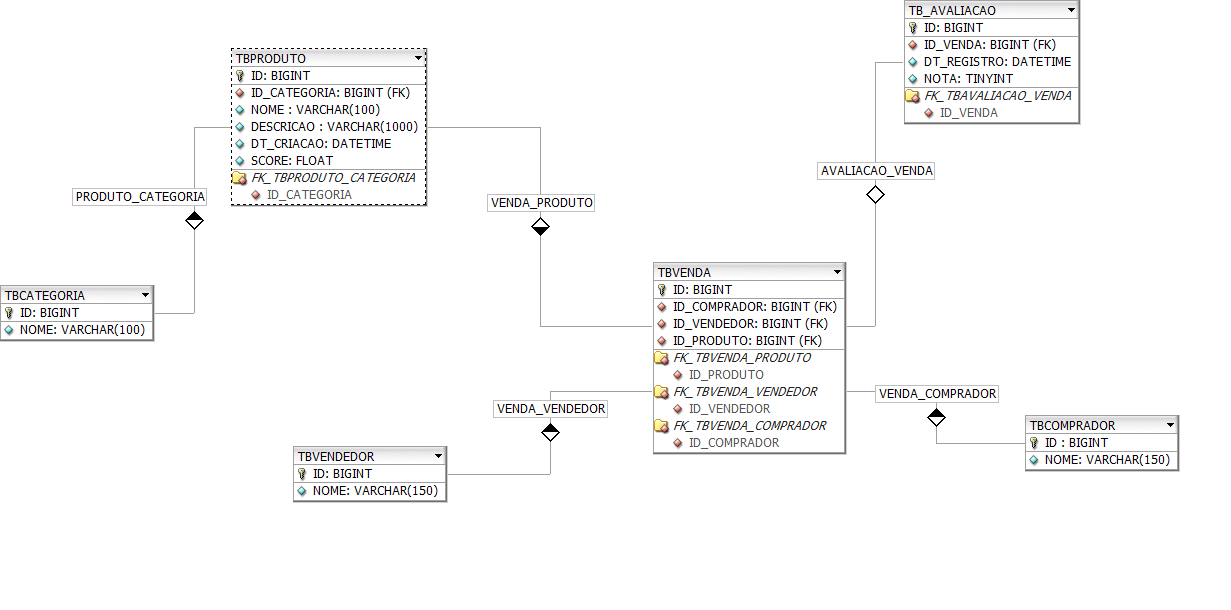 TB_AVALIACAO
ID: BIGINT
ID_VENDA: BIGINT (FK)
DT_REGISTRO: DATETIME
NOTA: TINYINT
FK_TBAVALIACAO_VENDA
ID_VENDA
TBPRODUTO
ID: BIGINT
ID_CATEGORIA: BIGINT (FK)
NOME : VARCHAR(100)
DESCRICAO : VARCHAR(1000)
DT_CRIACAO: DATETIME
SCORE: FLOAT
FK_TBPRODUTO_CATEGORIA
ID_CATEGORIA
AVALIACAO_VENDA
PRODUTO_CATEGORIA
VENDA_PRODUTO
TBVENDA
ID: BIGINT
ID_COMPRADOR: BIGINT (FK)
ID_VENDEDOR: BIGINT (FK)
ID_PRODUTO: BIGINT (FK)
FK_TBVENDA_PRODUTO
ID_PRODUTO
FK_TBVENDA_VENDEDOR
ID_VENDEDOR
FK_TBVENDA_COMPRADOR
ID_COMPRADOR
TBCATEGORIA
ID: BIGINT
NOME: VARCHAR(100)
VENDA_COMPRADOR
VENDA_VENDEDOR
TBCOMPRADOR
ID : BIGINT
NOME: VARCHAR(150)
TBVENDEDOR
ID: BIGINT
NOME: VARCHAR(150)